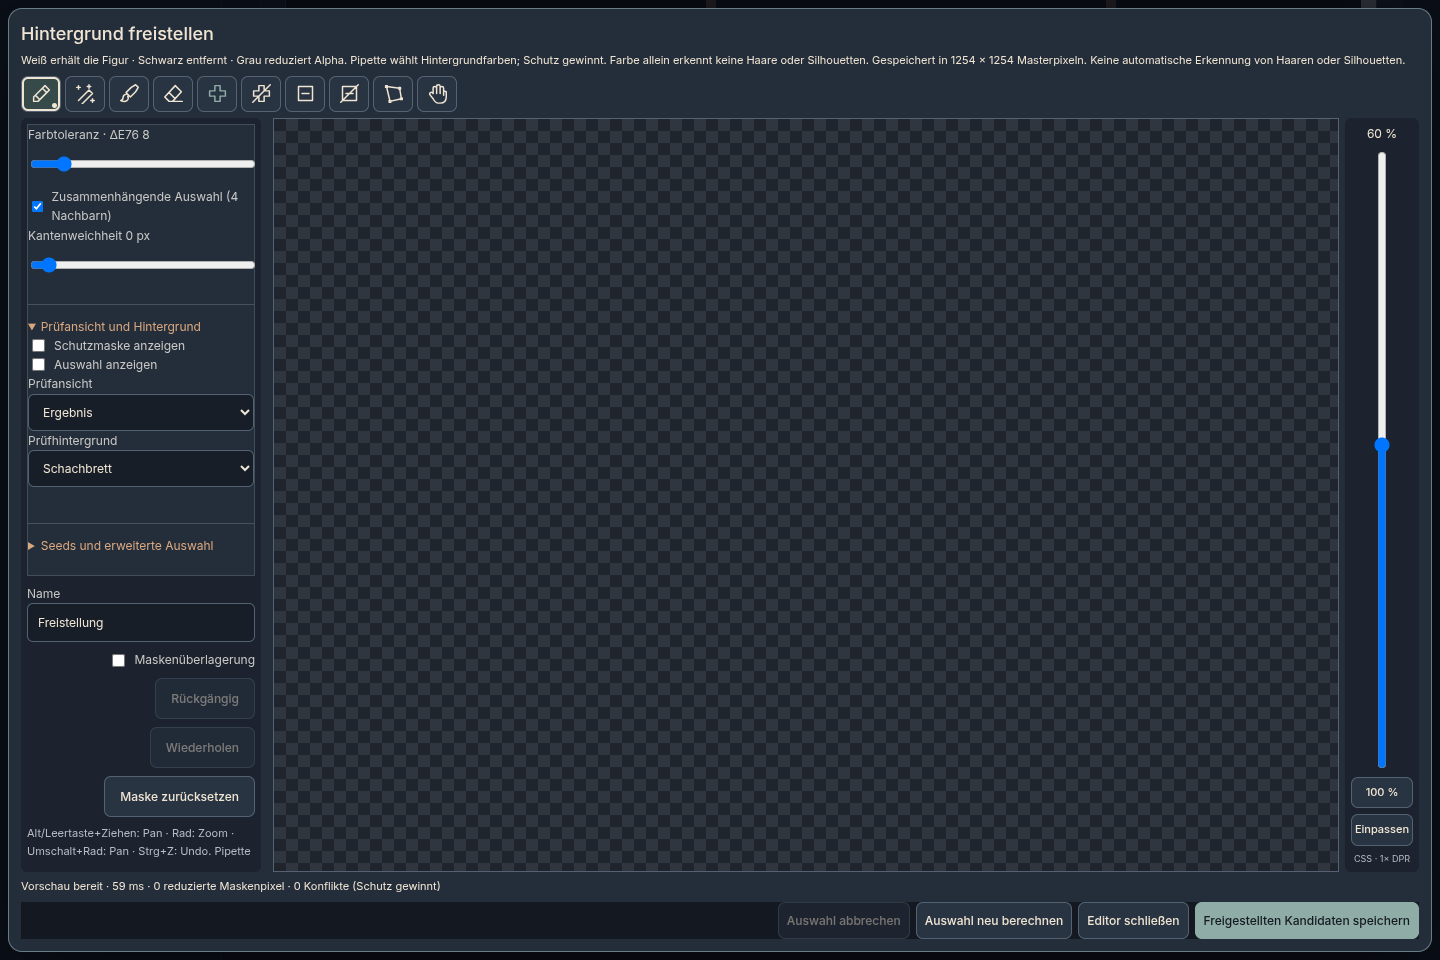 Hintergrund freistellen
Weiß erhält die Figur · Schwarz entfernt · Grau reduziert Alpha. Pipette wählt Hintergrundfarben; Schutz gewinnt. Farbe allein erkennt keine Haare oder Silhouetten. Gespeichert in 1254 × 1254 Masterpixeln. Keine automatische Erkennung von Haaren oder Silhouetten.
Farbtoleranz · ΔE76 8
Zusammenhängende Auswahl (4
Nachbarn)
Kantenweichheit 0 px
▼ Prüfansicht und Hintergrund
Schutzmaske anzeigen
Auswahl anzeigen
Prüfansicht
Ergebnis
Prüfhintergrund
Schachbrett
▶ Seeds und erweiterte Auswahl
Name
Freistellung
Maskenüberlagerung
Rückgängig
Wiederholen
Maske zurücksetzen
Alt/Leertaste+Ziehen: Pan · Rad: Zoom ·
Umschalt+Rad: Pan · Strg+Z: Undo. Pipette
60 %
100 %
Einpassen
CSS · 1× DPR
Vorschau bereit · 59 ms · 0 reduzierte Maskenpixel · 0 Konflikte (Schutz gewinnt)
Auswahl abbrechen
Auswahl neu berechnen
Editor schließen
Freigestellten Kandidaten speichern